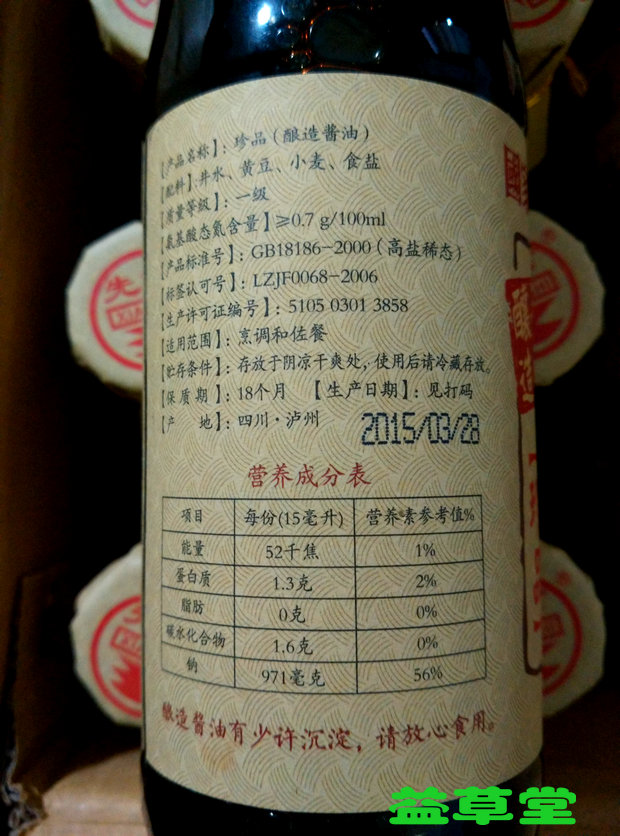 【产品名称】：珍品（酿造酱油）
【配料】井水、黄豆、小麦、食盐
【质量等级】：一级
【氨基酸态氮含量】≥0.7 g/100ml
【产品标准号】：GB18186-2000（高盐稀态）
【标签认可号】：LZJF0068-2006
【生产许可证编号】：5105 0301 3858
【适用范围】：烹调和佐餐
【贮存条件】：存放于阴凉干爽处，使用后请冷藏存放。
【保质期】：18个月 【生产日期】：见打码
【产 地】：四川·泸州
2015/03/28
营养成分表
项目 每份(15毫升) 营养素参考值%
能量 52千焦 1%
蛋白质 1.3克 2%
脂肪 0克 0%
碳水化合物 1.6克 0%
钠 971毫克 56%
酿造酱油有少许沉淀，请放心食用。
酿造
先
益草堂